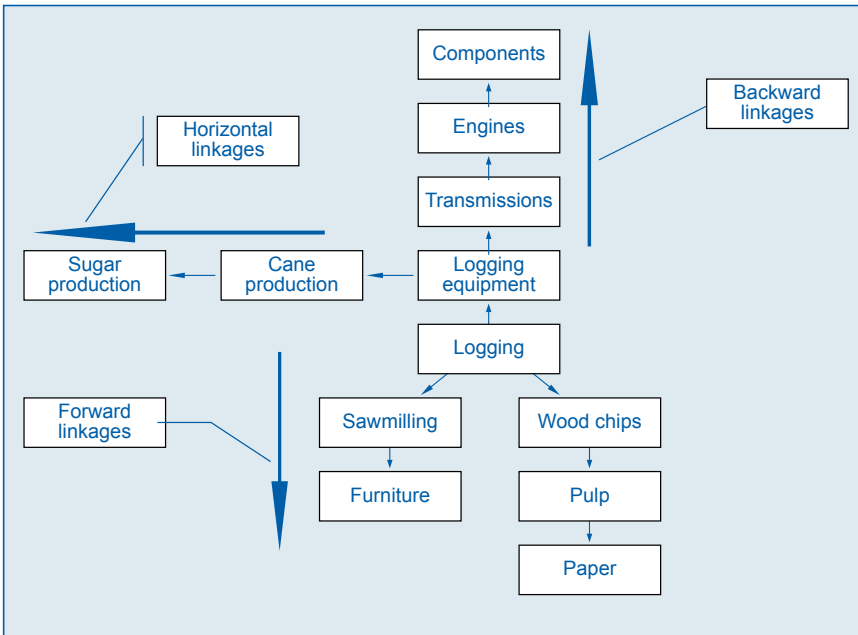 Components
Backward
linkages
Engines
Horizontal
linkages
Transmissions
Sugar
production
Cane
production
Logging
equipment
Logging
Forward
linkages
Sawmilling
Wood chips
Furniture
Pulp
Paper